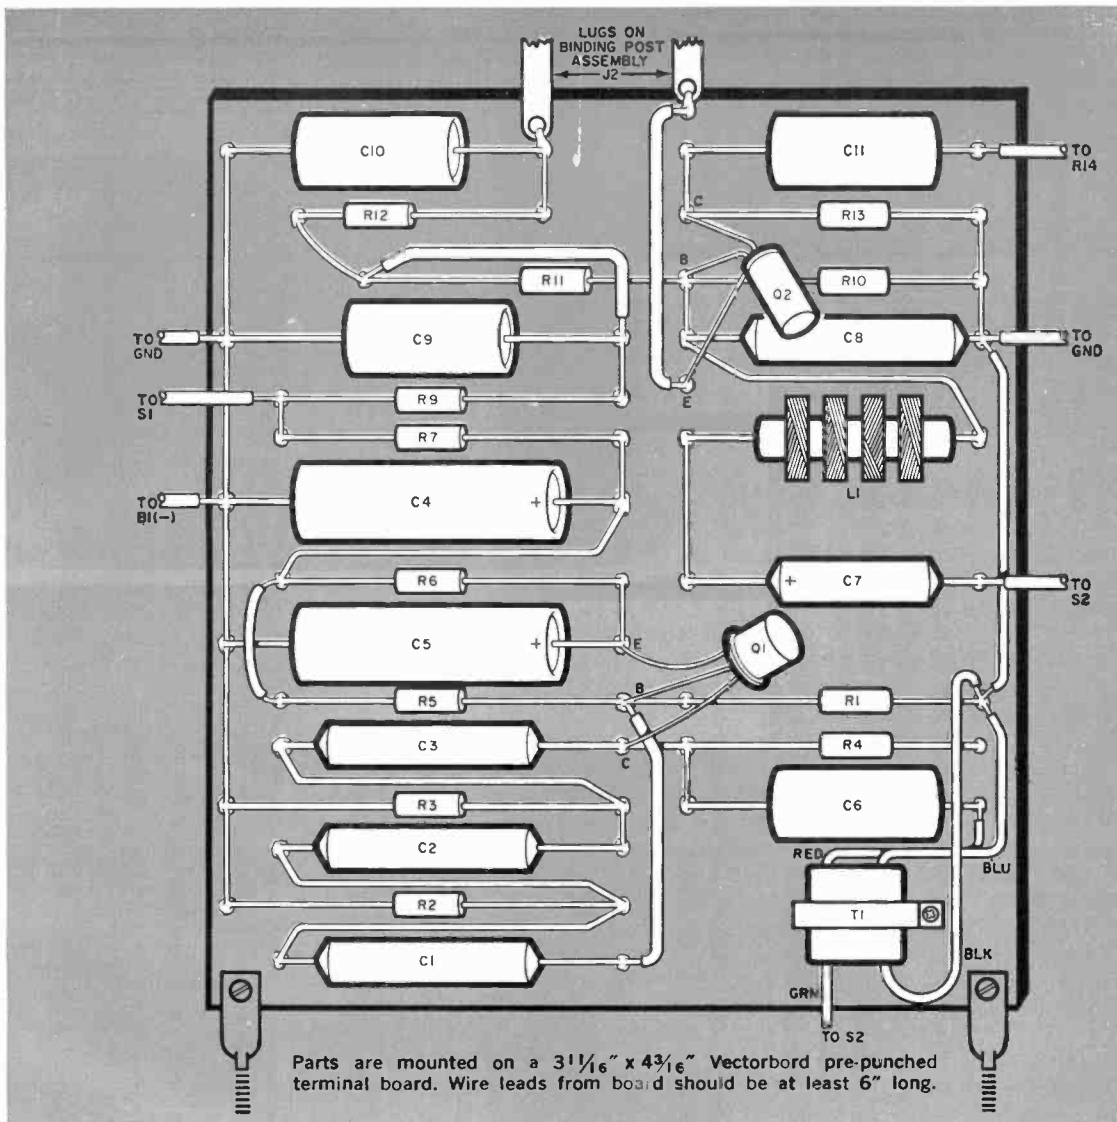 LUGS ON
BINDING POST
ASSEMBLY
J2
C10
C11
TO
R14
R12
C
R13
B
R11
Q2
R10
TO
GND
C9
C8
TO
GND
TO
S1
R9
E
R7
L1
TO
B1(-)
C4
+
R6
+
C7
TO
S2
C5
+
E
Q1
B
R5
R1
C3
C
R4
R3
C6
C2
RED
BLU
R2
T1
C1
BLK
GRN
TO S2
Parts are mounted on a 3 11/16" x 4 3/16" Vectorbord pre-punched
terminal board. Wire leads from board should be at least 6" long.